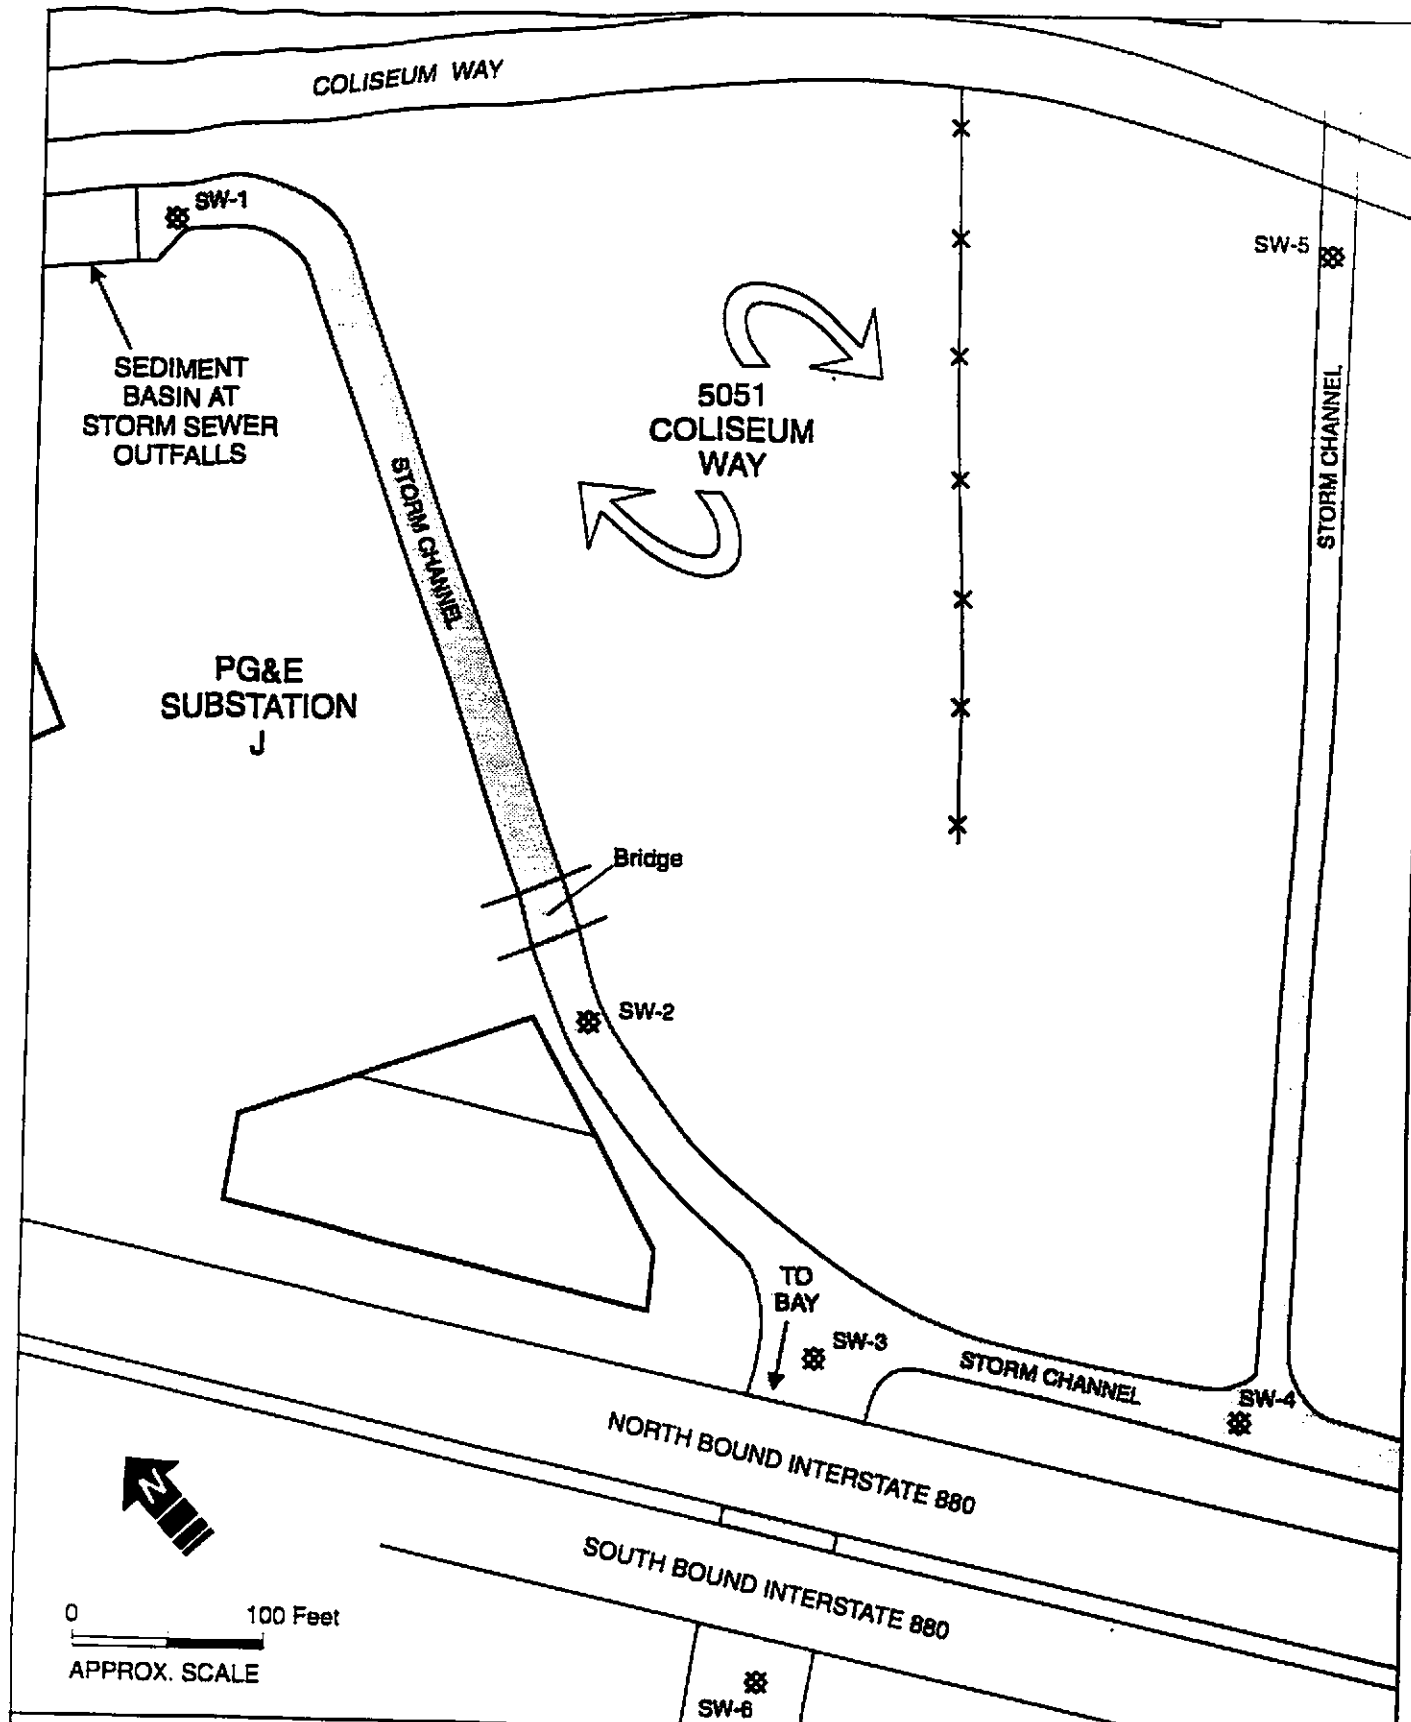 COLISEUM WAY
SW-1
SW-5
SEDIMENT
BASIN AT
STORM SEWER
OUTFALLS
5051
COLISEUM
WAY
STORM CHANNEL
STORM CHANNEL
PG&E
SUBSTATION
J
Bridge
SW-2
TO
BAY
SW-3
STORM CHANNEL
SW-4
NORTH BOUND INTERSTATE 880
N
SOUTH BOUND INTERSTATE 880
0 100 Feet
APPROX. SCALE
SW-6